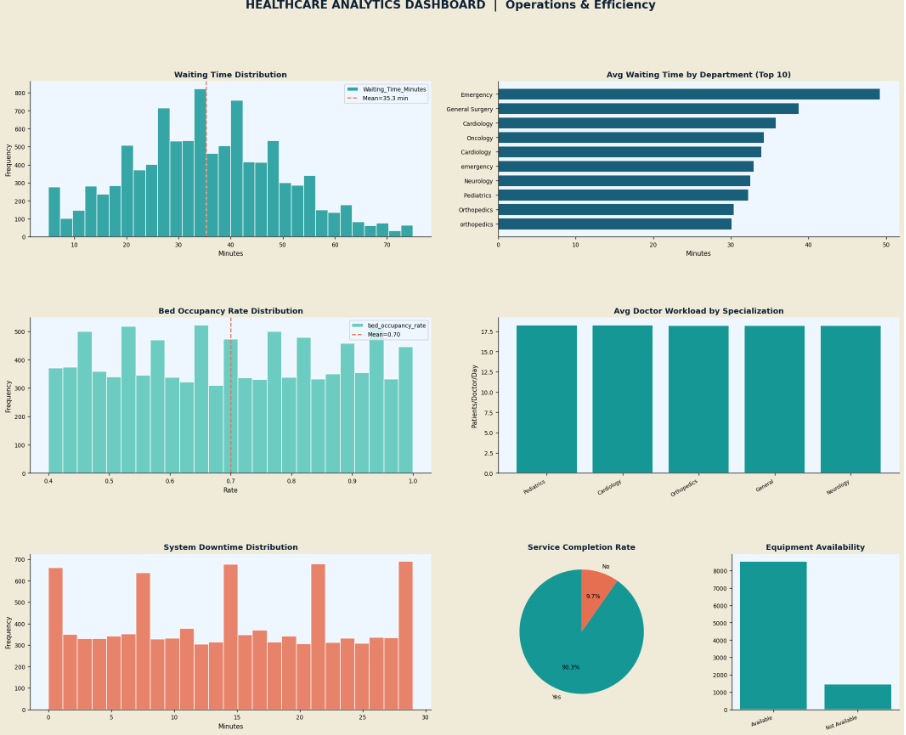 HEALTHCARE ANALYTICS DASHBOARD | Operations & Efficiency
Waiting Time Distribution
Waiting_Time_Minutes
Mean=35.3 min
Frequency
800
700
600
500
400
300
200
100
0
10 20 30 40 50 60 70
Minutes
Avg Waiting Time by Department (Top 10)
Emergency
General Surgery
Cardiology
Oncology
Cardiology
emergency
Neurology
Pediatrics
Orthopedics
orthopedics
0 10 20 30 40 50
Minutes
Bed Occupancy Rate Distribution
bed_occupancy_rate
Mean=0.70
Frequency
500
400
300
200
100
0
0.4 0.5 0.6 0.7 0.8 0.9 1.0
Rate
Avg Doctor Workload by Specialization
Patients/Doctor/Day
17.5
15.0
12.5
10.0
7.5
5.0
2.5
0.0
Pediatrics Cardiology Orthopedics General Neurology
System Downtime Distribution
Frequency
700
600
500
400
300
200
100
0
0 5 10 15 20 25 30
Minutes
Service Completion Rate
No
9.7%
90.3%
Yes
Equipment Availability
8000
7000
6000
5000
4000
3000
2000
1000
0
Available Not Available